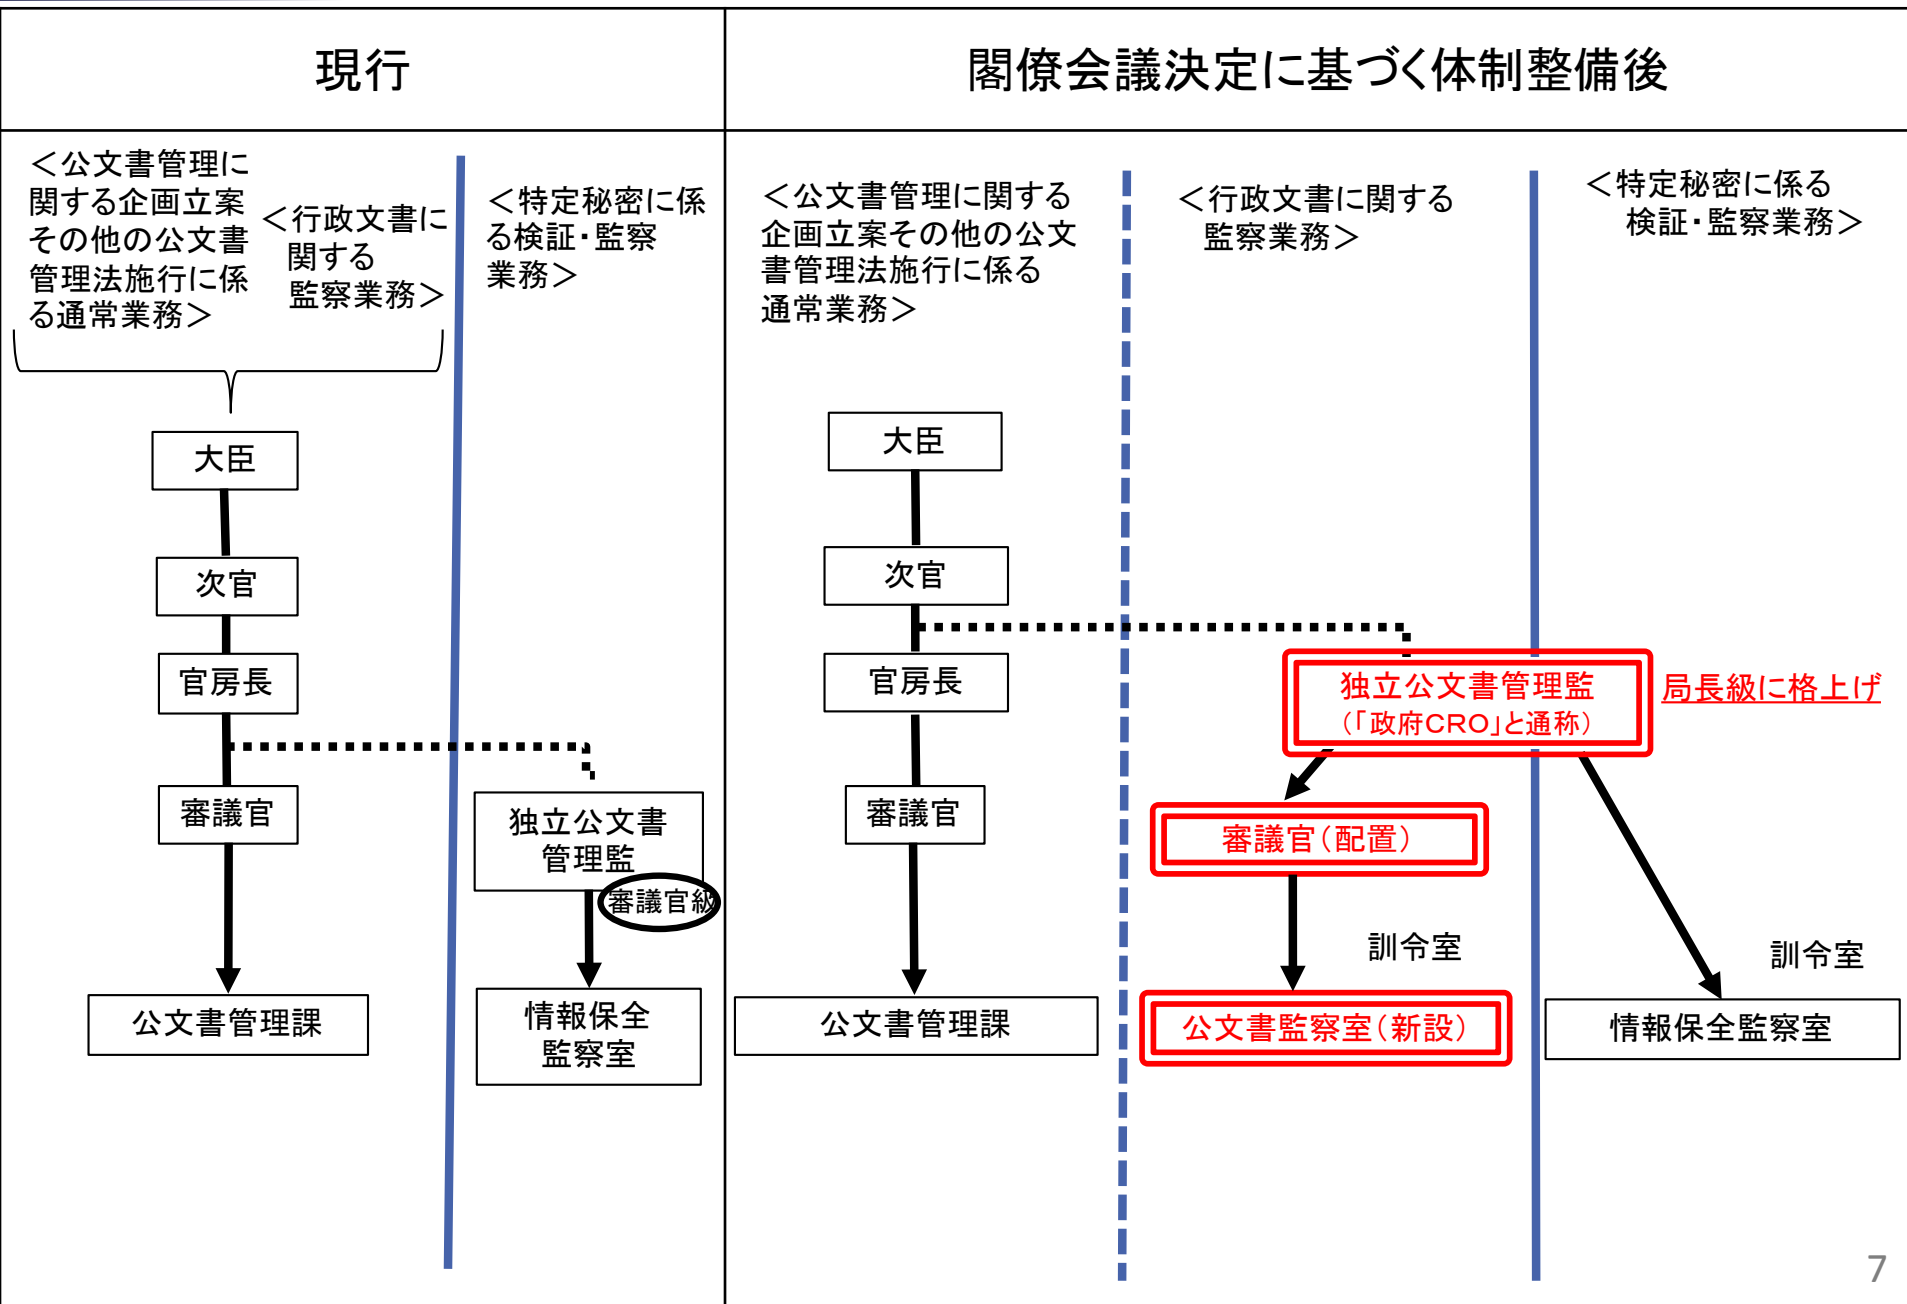 現行
閣僚会議決定に基づく体制整備後
＜公文書管理に
関する企画立案
その他の公文書
管理法施行に係
る通常業務＞
＜行政文書に
関する
監察業務＞
＜特定秘密に係
る検証・監察
業務＞
大臣
次官
官房長
審議官
公文書管理課
独立公文書
管理監
審議官級
情報保全
監察室
＜公文書管理に関する
企画立案その他の公文
書管理法施行に係る
通常業務＞
＜行政文書に関する
監察業務＞
＜特定秘密に係る
検証・監察業務＞
大臣
次官
官房長
審議官
公文書管理課
独立公文書管理監
（「政府CRO」と通称）
局長級に格上げ
審議官（配置）
訓令室
公文書監察室（新設）
訓令室
情報保全監察室
7